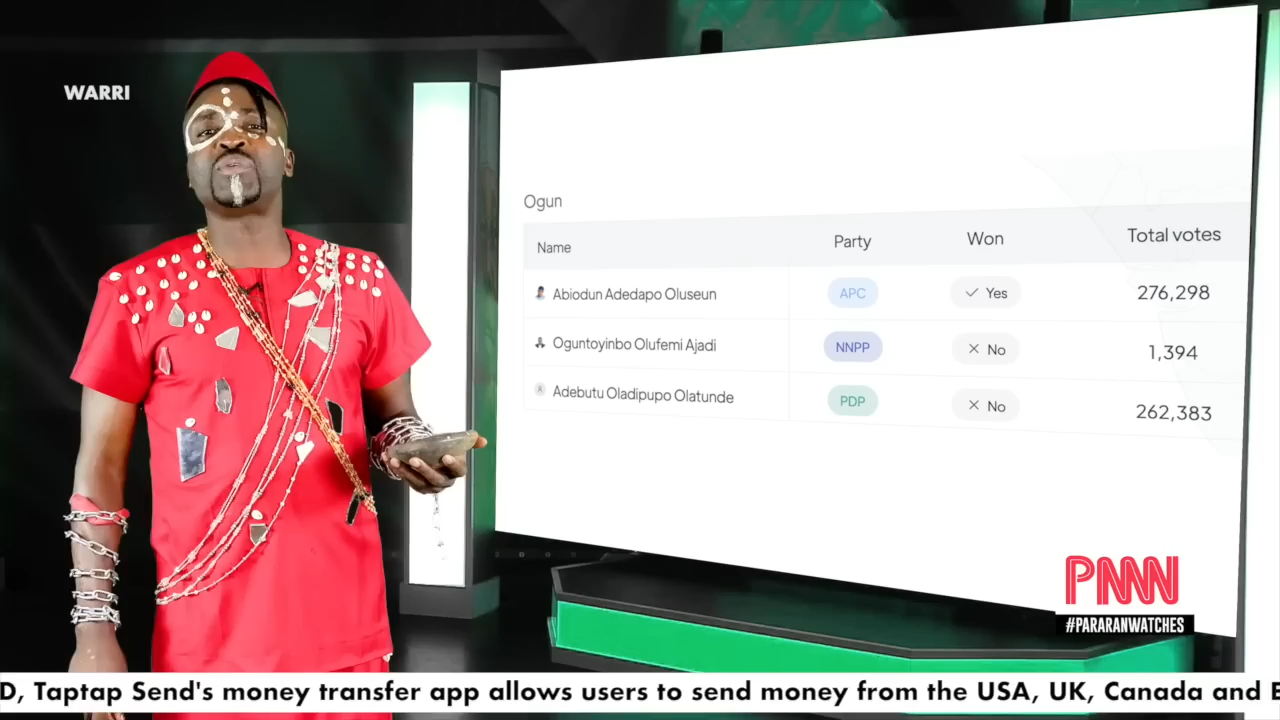 WARRI
Ogun
Name Party Won Total votes
Abiodun Adedapo Oluseun APC Yes 276,298
Oguntoyinbo Olufemi Ajadi NNPP No 1,394
Adebutu Oladipupo Olatunde PDP No 262,383
PNNN
#PARARANWATCHES
D, Taptap Send's money transfer app allows users to send money from the USA, UK, Canada and E